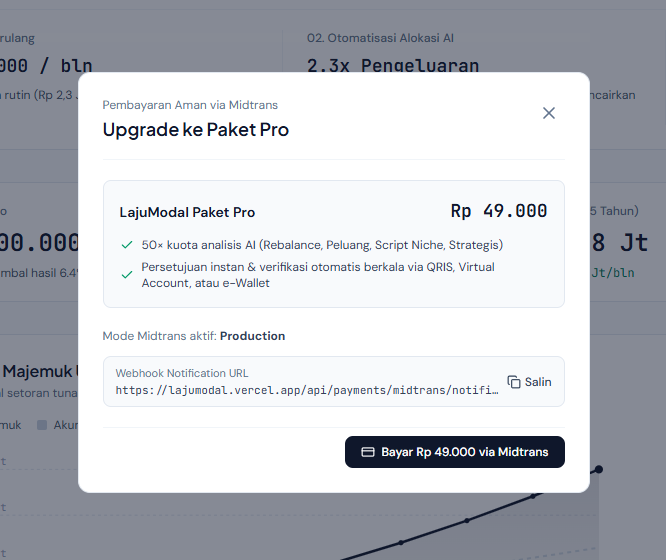 rulang
02. Otomatisasi Alokasi AI
000 / bln
2.3x Pengeluaran
rutin (Rp 2,3
ncairkan
Pembayaran Aman via Midtrans
Upgrade ke Paket Pro
LajuModal Paket Pro
Rp 49.000
5 Tahun)
00.000
8 Jt
50× kuota analisis AI (Rebalance, Peluang, Script Niche, Strategis)
mbal hasil 6.4%
Jt/bln
Persetujuan instan & verifikasi otomatis berkala via QRIS, Virtual
Account, atau e-Wallet
Mode Midtrans aktif: Production
Majemuk
Webhook Notification URL
https://lajumodal.vercel.app/api/payments/midtrans/notifi…
Salin
al setoran tuna
muk
Akun
Bayar Rp 49.000 via Midtrans